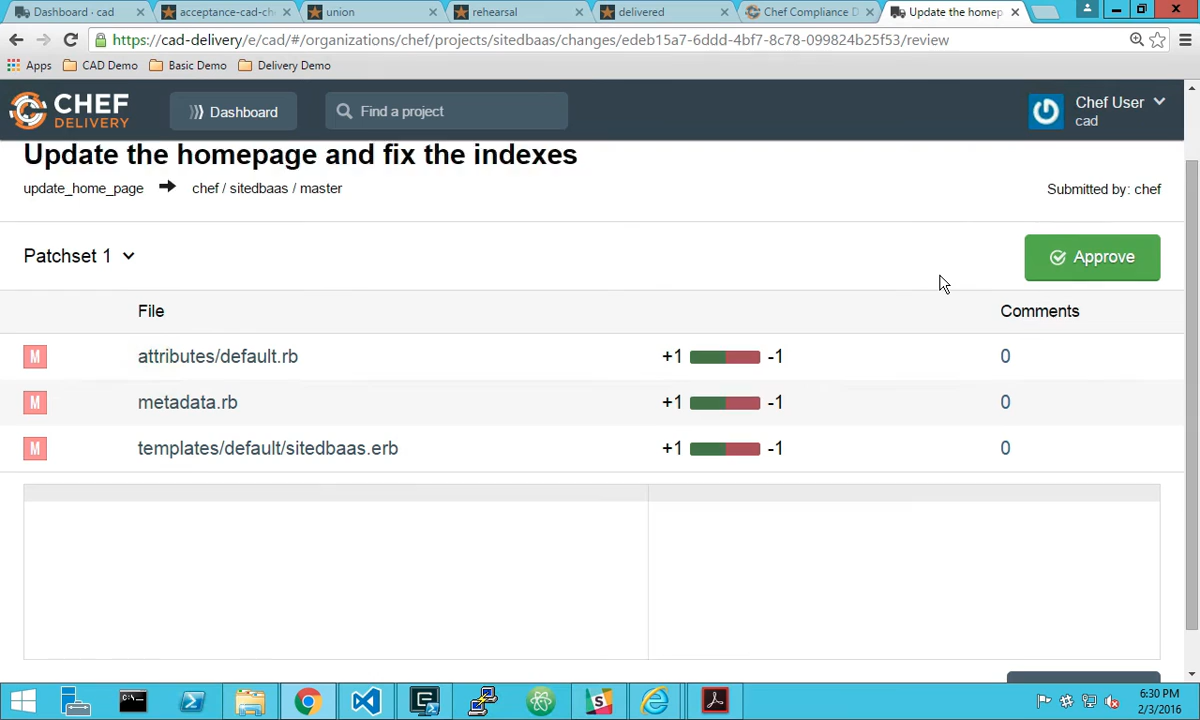 Dashboard · cad
acceptance-cad-ch
union
rehearsal
delivered
Chef Compliance D
Update the homep
https://cad-delivery/e/cad/#/organizations/chef/projects/sitedbaas/changes/edeb15a7-6ddd-4bf7-8c78-099824b25f53/review
Apps
CAD Demo
Basic Demo
Delivery Demo
CHEF
DELIVERY
Dashboard
Find a project
Chef User
cad
Update the homepage and fix the indexes
update_home_page
chef / sitedbaas / master
Submitted by: chef
Patchset 1
Approve
File
Comments
M attributes/default.rb +1 -1 0
M metadata.rb +1 -1 0
M templates/default/sitedbaas.erb +1 -1 0
6:30 PM
2/3/2016